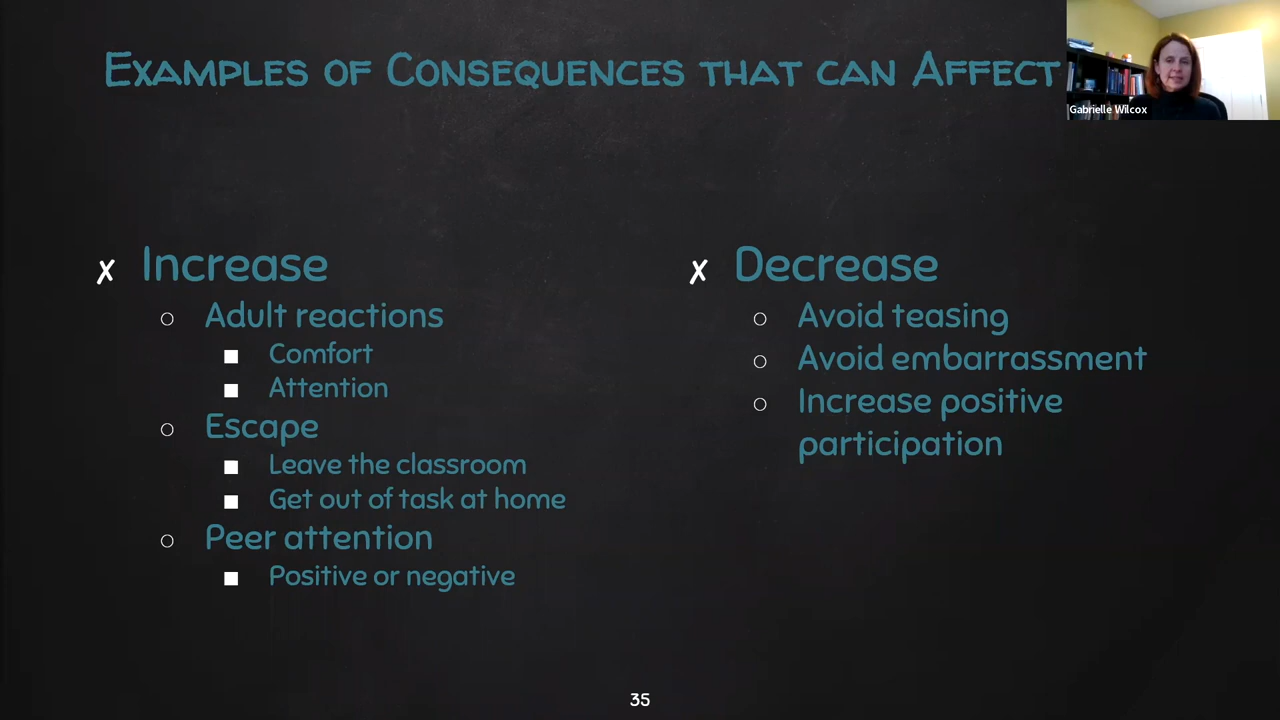 Examples of Consequences that can Affect
Gabrielle Wilcox
✗ Increase
○ Adult reactions
■ Comfort
■ Attention
○ Escape
■ Leave the classroom
■ Get out of task at home
○ Peer attention
■ Positive or negative
✗ Decrease
○ Avoid teasing
○ Avoid embarrassment
○ Increase positive
participation
35